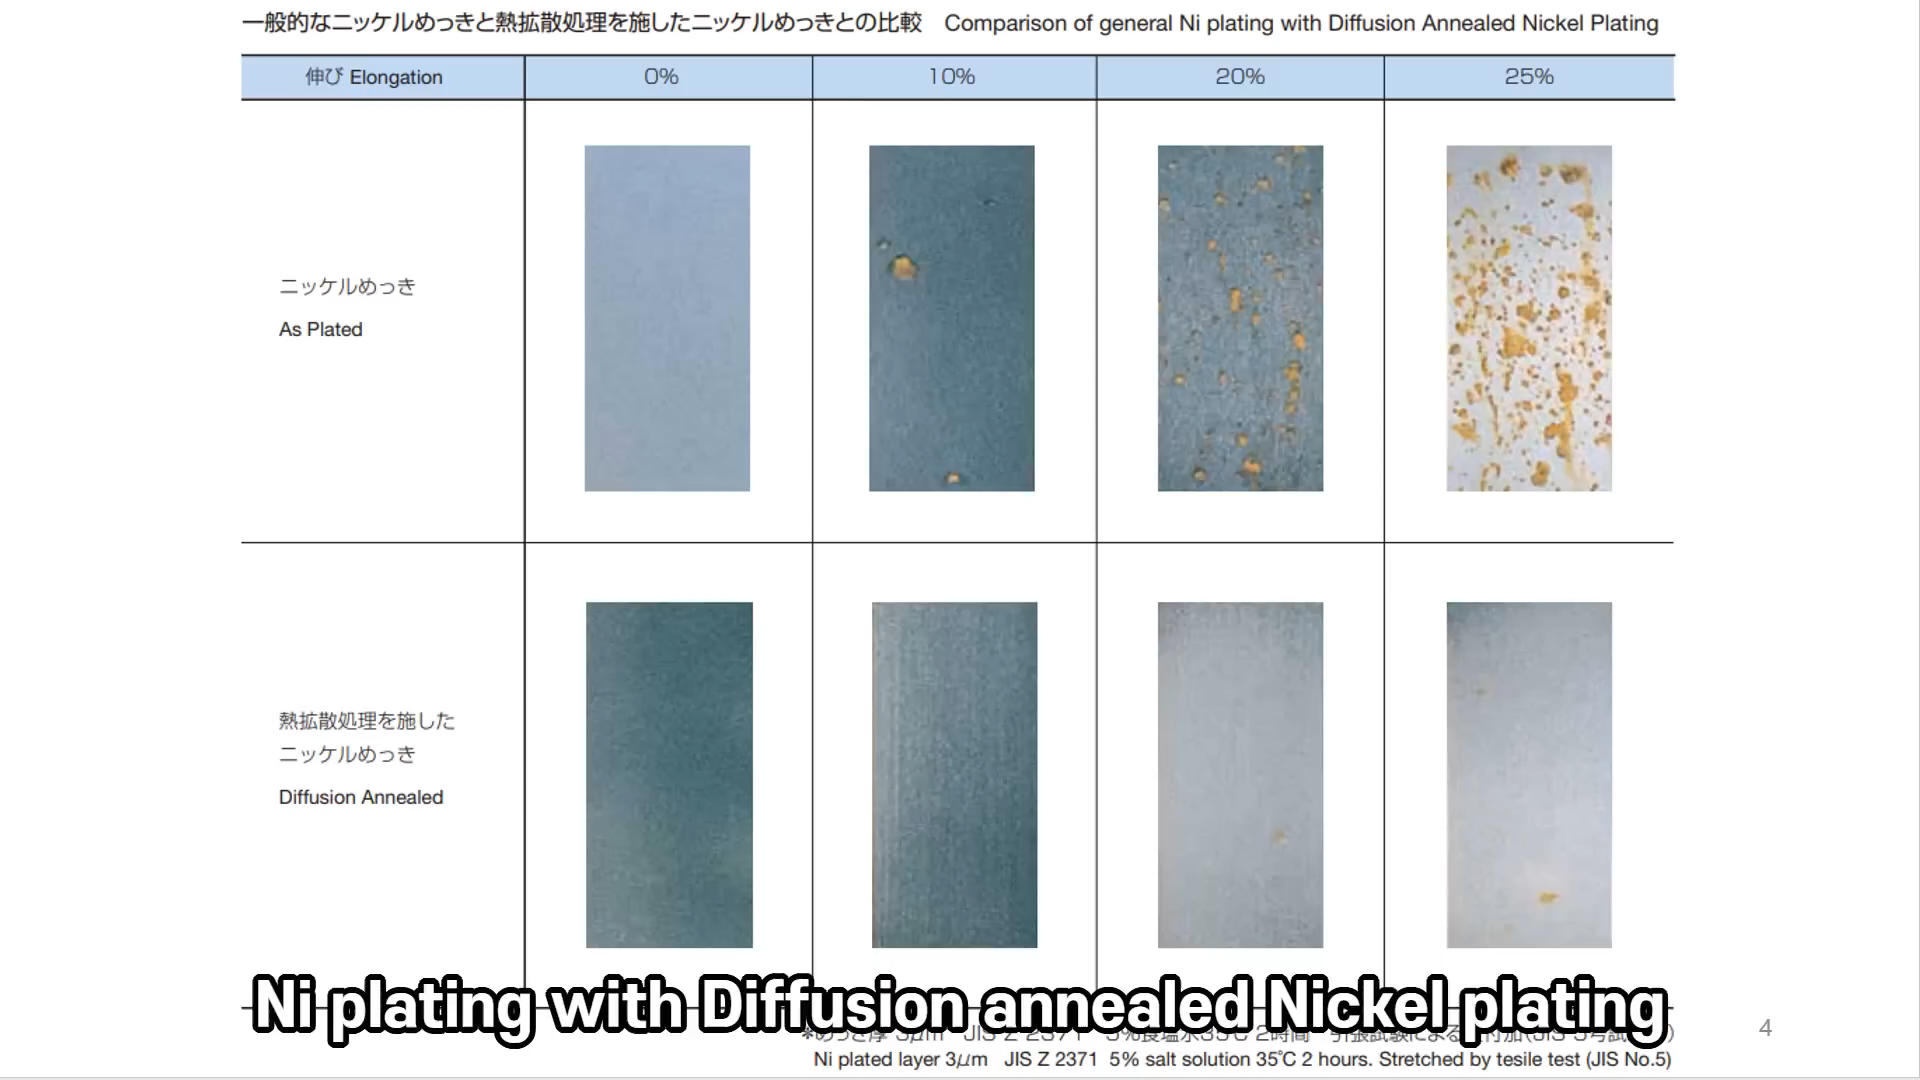 一般的なニッケルめっきと熱拡散処理を施したニッケルめっきとの比較 Comparison of general Ni plating with Diffusion Annealed Nickel Plating
伸び Elongation 0% 10% 20% 25%
ニッケルめっき
As Plated
熱拡散処理を施した
ニッケルめっき
Diffusion Annealed
Ni plating with Diffusion annealed Nickel plating
4
Ni plated layer 3μm JIS Z 2371 5% salt solution 35℃ 2 hours. Stretched by tesile test (JIS No.5)